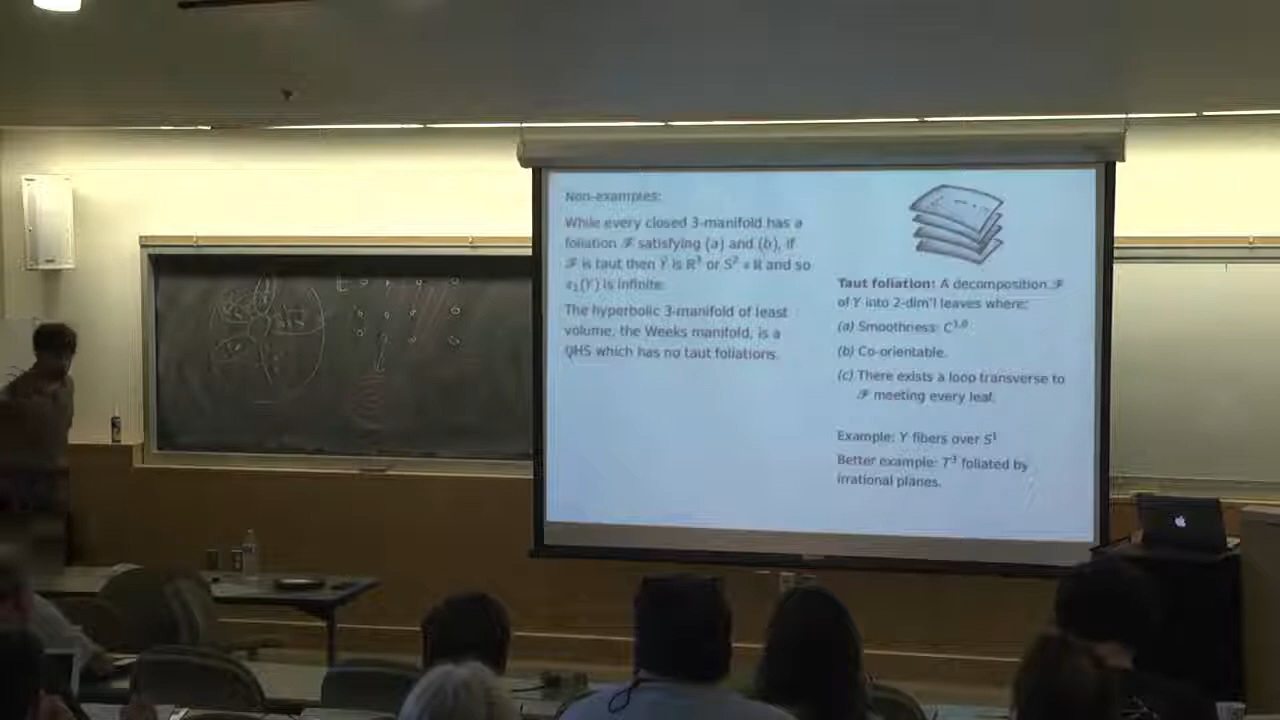 Non-examples:
While every closed 3-manifold has a
foliation ℱ satisfying (a) and (b), if
ℱ is taut then Ỹ is ℝ³ or S² × ℝ and so
π₁(Y) is infinite.
The hyperbolic 3-manifold of least
volume, the Weeks manifold, is a
QHS which has no taut foliations.
Taut foliation: A decomposition ℱ
of Y into 2-dim'l leaves where:
(a) Smoothness: C¹,⁰
(b) Co-orientable.
(c) There exists a loop transverse to
ℱ meeting every leaf.
Example: Y fibers over S¹
Better example: T³ foliated by
irrational planes.